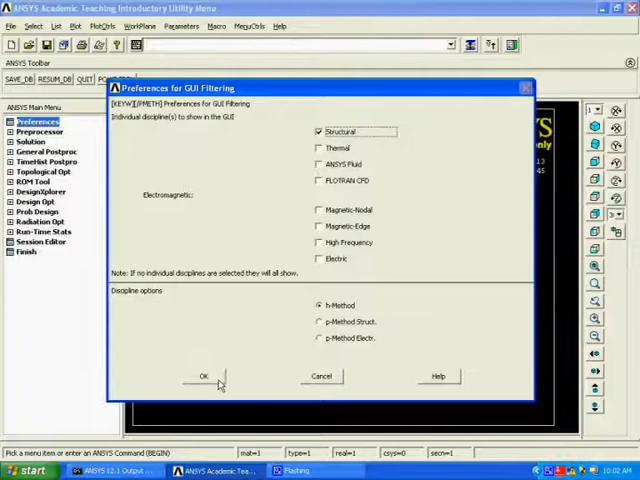 ANSYS Academic Teaching Introductory Utility Menu
File Select List Plot PlotCtrls WorkPlane Parameters Macro MenuCtrls Help
ANSYS Toolbar
SAVE_DB RESUM_DB QUIT
ANSYS Main Menu
Preferences
Preprocessor
Solution
General Postproc
TimeHist Postpro
Topological Opt
ROM Tool
DesignXplorer
Design Opt
Prob Design
Radiation Opt
Run-Time Stats
Session Editor
Finish
Preferences for GUI Filtering
[KEYW][/PMETH] Preferences for GUI Filtering
Individual discipline(s) to show in the GUI
Structural
Thermal
ANSYS Fluid
FLOTRAN CFD
Electromagnetic:
Magnetic-Nodal
Magnetic-Edge
High Frequency
Electric
Note: If no individual disciplines are selected they will all show.
Discipline options
h-Method
p-Method Struct.
p-Method Electr.
OK Cancel Help
only
13
45
1
3
Pick a menu item or enter an ANSYS Command (BEGIN) mat=1 type=1 real=1 csys=0 secn=1
start ANSYS 12.1 Output ... ANSYS Academic Tea... Flashing 10:02 AM